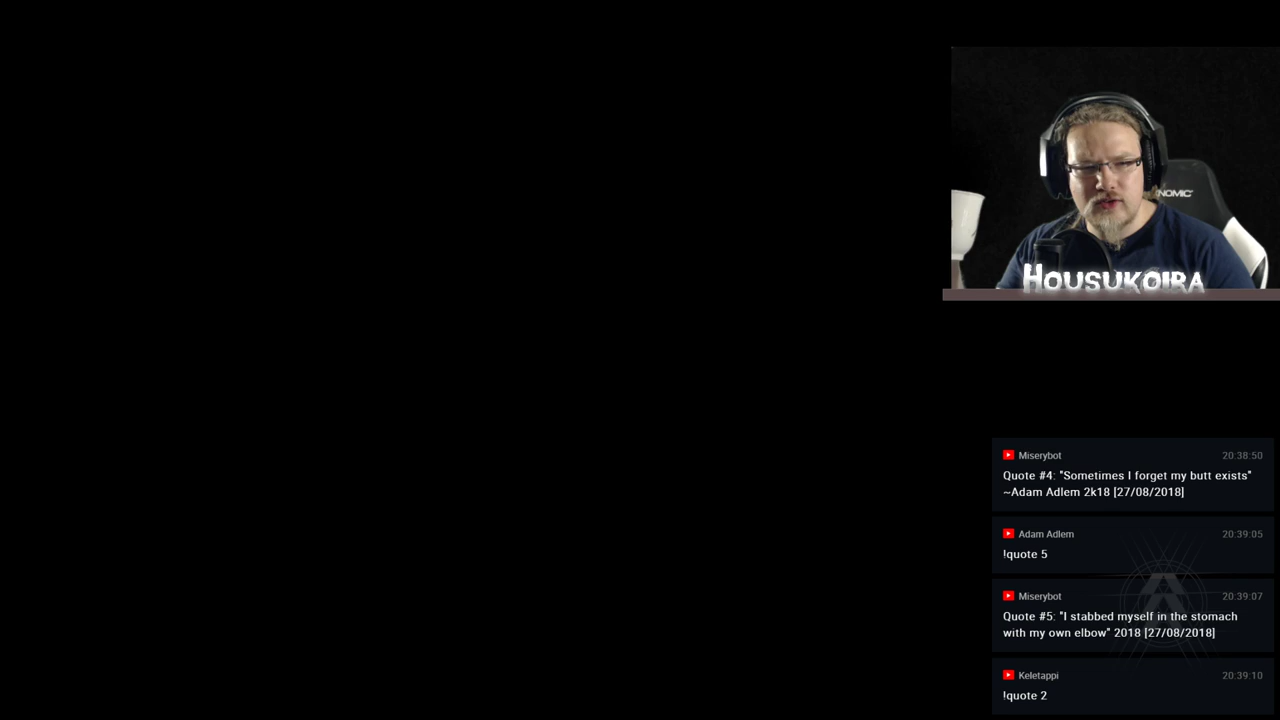 NOMIC
HOUSUKOIRA
Miserybot 20:38:50
Quote #4: "Sometimes I forget my butt exists"
~Adam Adlem 2k18 [27/08/2018]
Adam Adlem 20:39:05
!quote 5
Miserybot 20:39:07
Quote #5: "I stabbed myself in the stomach
with my own elbow" 2018 [27/08/2018]
Keletappi 20:39:10
!quote 2